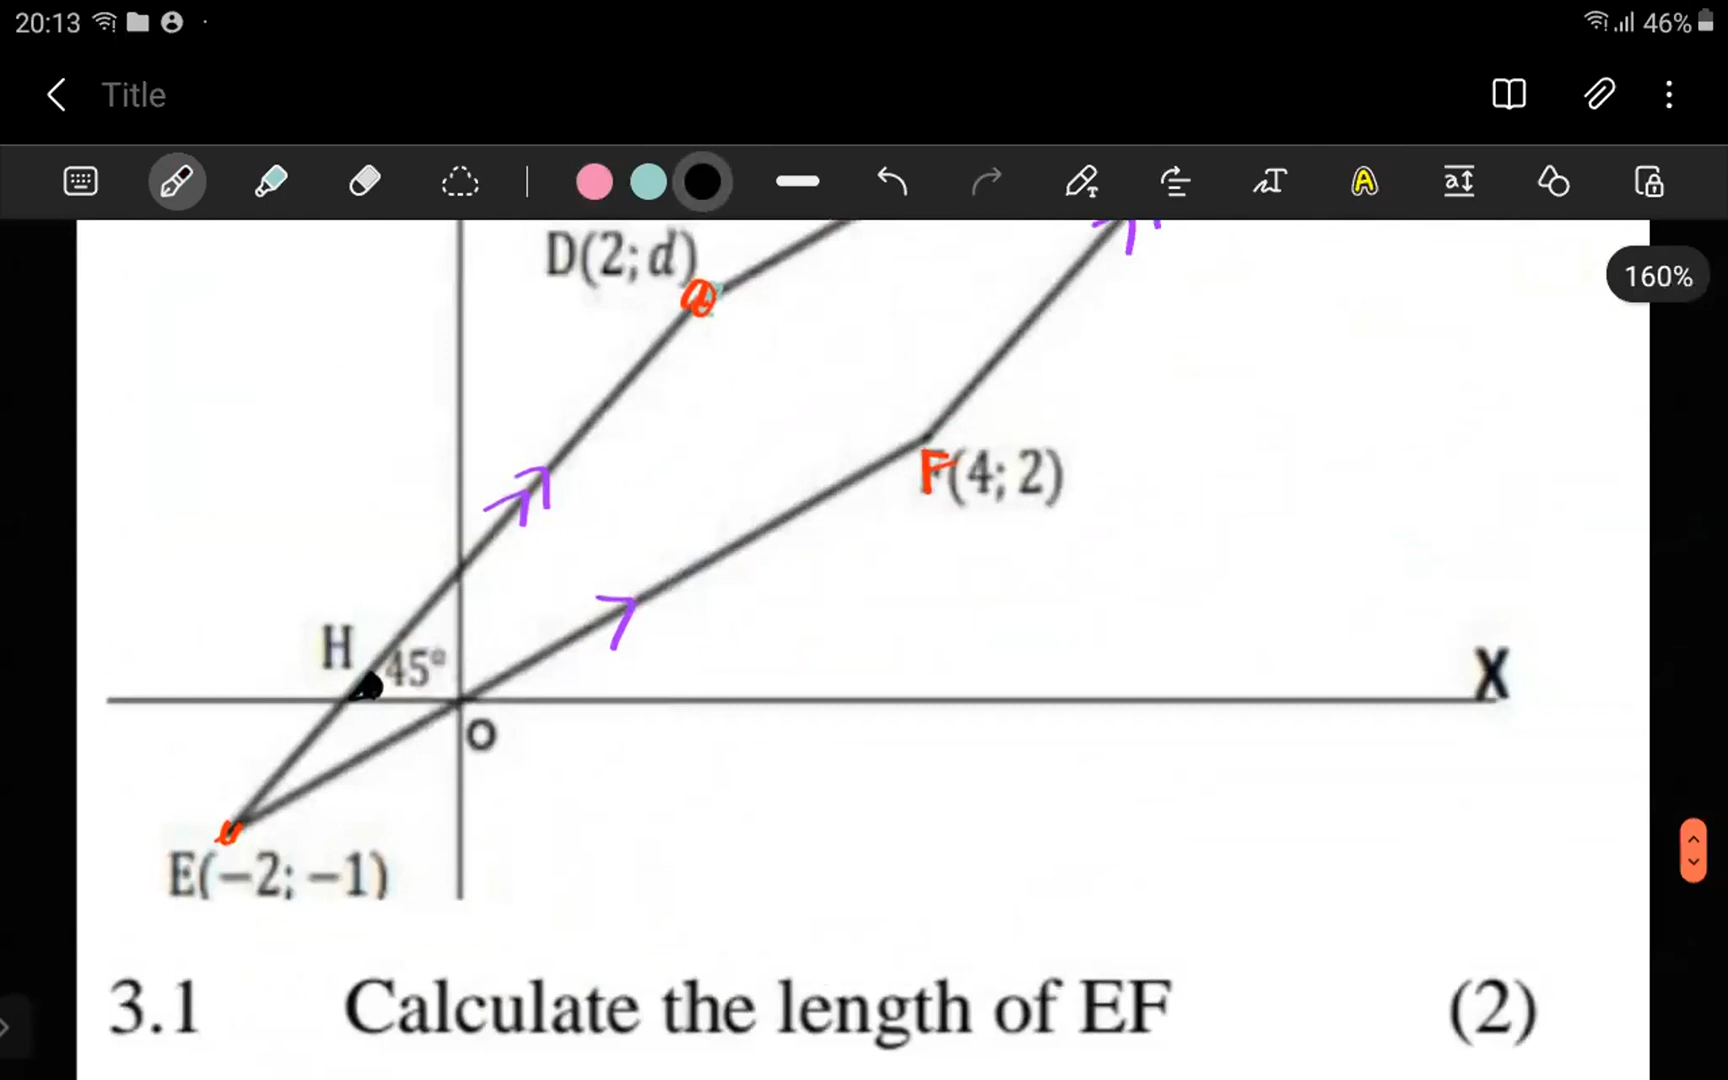 20:13
46%
Title
160%
D(2; d)
F(4; 2)
H
45°
X
O
E(−2; −1)
3.1 Calculate the length of EF (2)